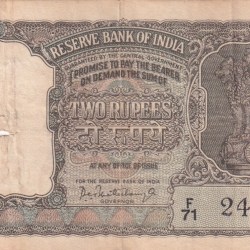 RESERVE BANK OF INDIA
GUARANTEED BY THE CENTRAL GOVERNMENT
I PROMISE TO PAY THE BEARER
ON DEMAND THE SUM OF
TWO RUPEES
दो रुपये
AT ANY OFFICE OF ISSUE
FOR THE RESERVE BANK OF INDIA
GOVERNOR
F
71 24